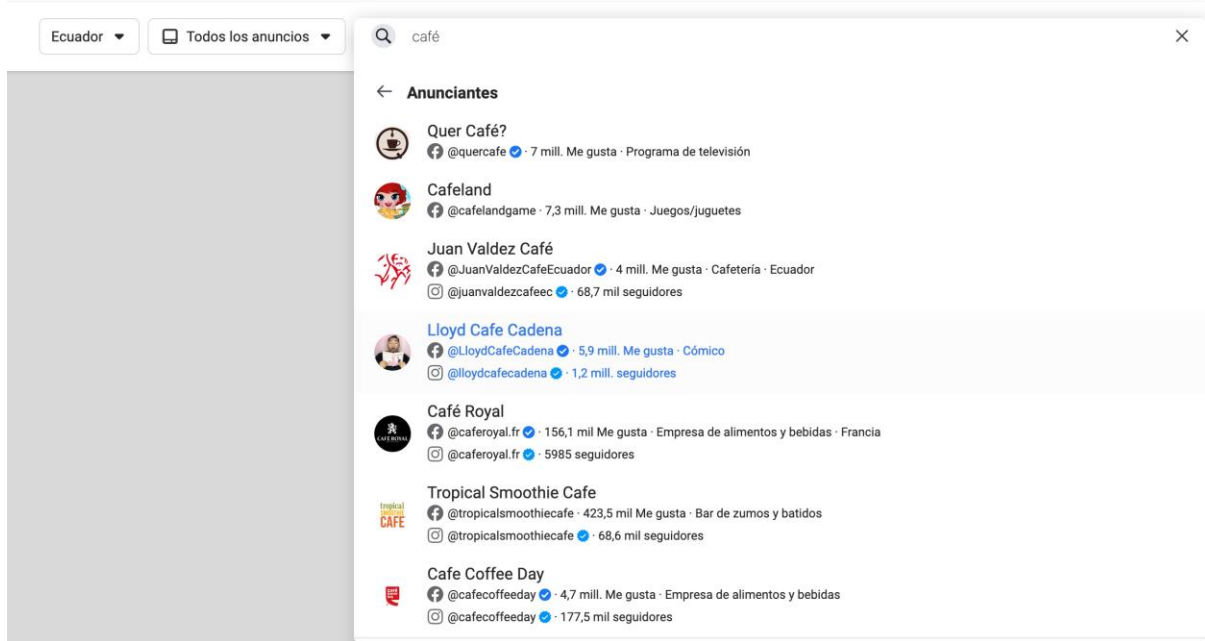 Ecuador
Todos los anuncios
café
Anunciantes
Quer Café?
@quercafe · 7 mill. Me gusta · Programa de televisión
Cafeland
@cafelandgame · 7,3 mill. Me gusta · Juegos/juguetes
Juan Valdez Café
@JuanValdezCafeEcuador · 4 mill. Me gusta · Cafetería · Ecuador
@juanvaldezcafeec · 68,7 mil seguidores
Lloyd Cafe Cadena
@LloydCafeCadena · 5,9 mill. Me gusta · Cómico
@lloydcafecadena · 1,2 mill. seguidores
CAFÉ ROYAL
Café Royal
@caferoyal.fr · 156,1 mil Me gusta · Empresa de alimentos y bebidas · Francia
@caferoyal.fr · 5985 seguidores
tropical
SMOOTHIE
CAFE
Tropical Smoothie Cafe
@tropicalsmoothiecafe · 423,5 mil Me gusta · Bar de zumos y batidos
@tropicalsmoothiecafe · 68,6 mil seguidores
Cafe Coffee Day
@cafecoffeeday · 4,7 mill. Me gusta · Empresa de alimentos y bebidas
@cafecoffeeday · 177,5 mil seguidores